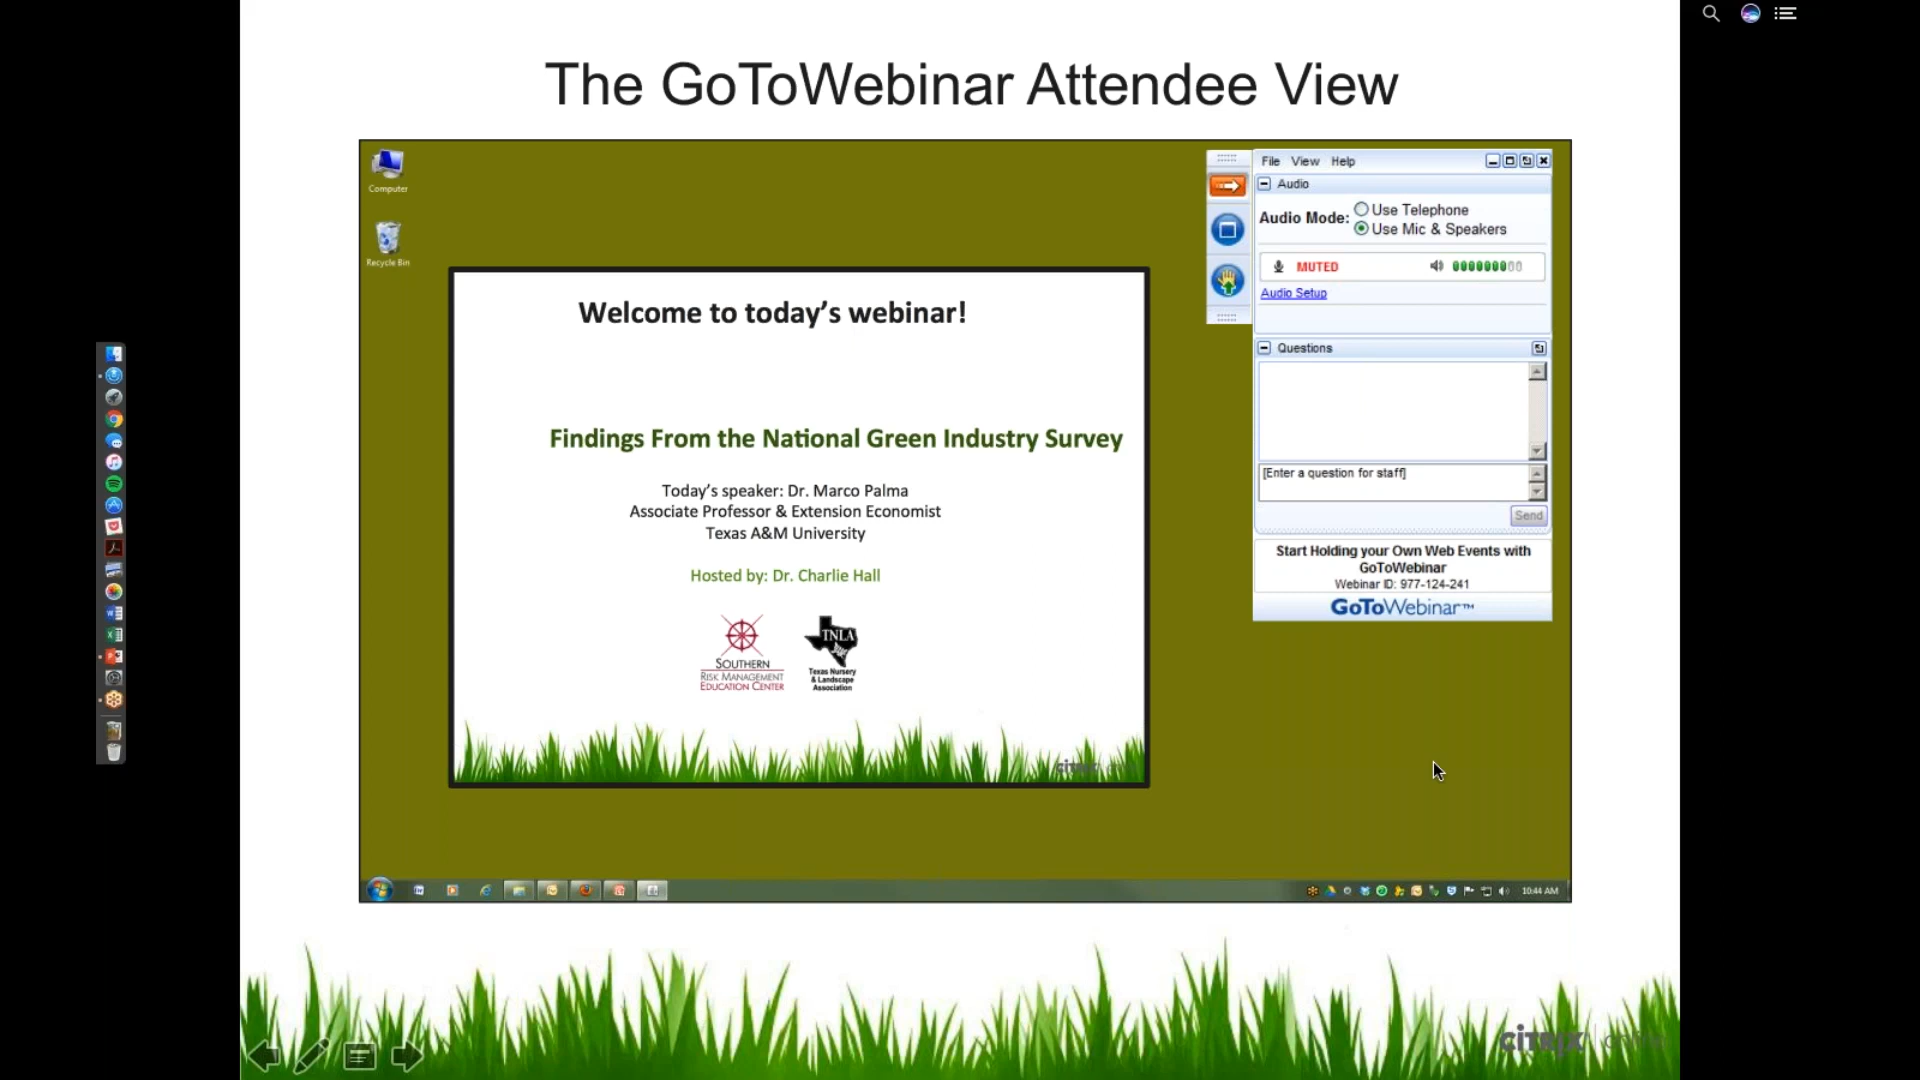 The GoToWebinar Attendee View
Computer
Recycle Bin
Welcome to today's webinar!
Findings From the National Green Industry Survey
Today's speaker: Dr. Marco Palma
Associate Professor & Extension Economist
Texas A&M University
Hosted by: Dr. Charlie Hall
SOUTHERN
RISK MANAGEMENT
EDUCATION CENTER
TNLA
Texas Nursery
& Landscape
Association
citrix
File View Help
Audio
Audio Mode:
Use Telephone
Use Mic & Speakers
MUTED
Audio Setup
Questions
[Enter a question for staff]
Send
Start Holding your Own Web Events with
GoToWebinar
Webinar ID: 977-124-241
GoToWebinar™
10:44 AM
citrix online